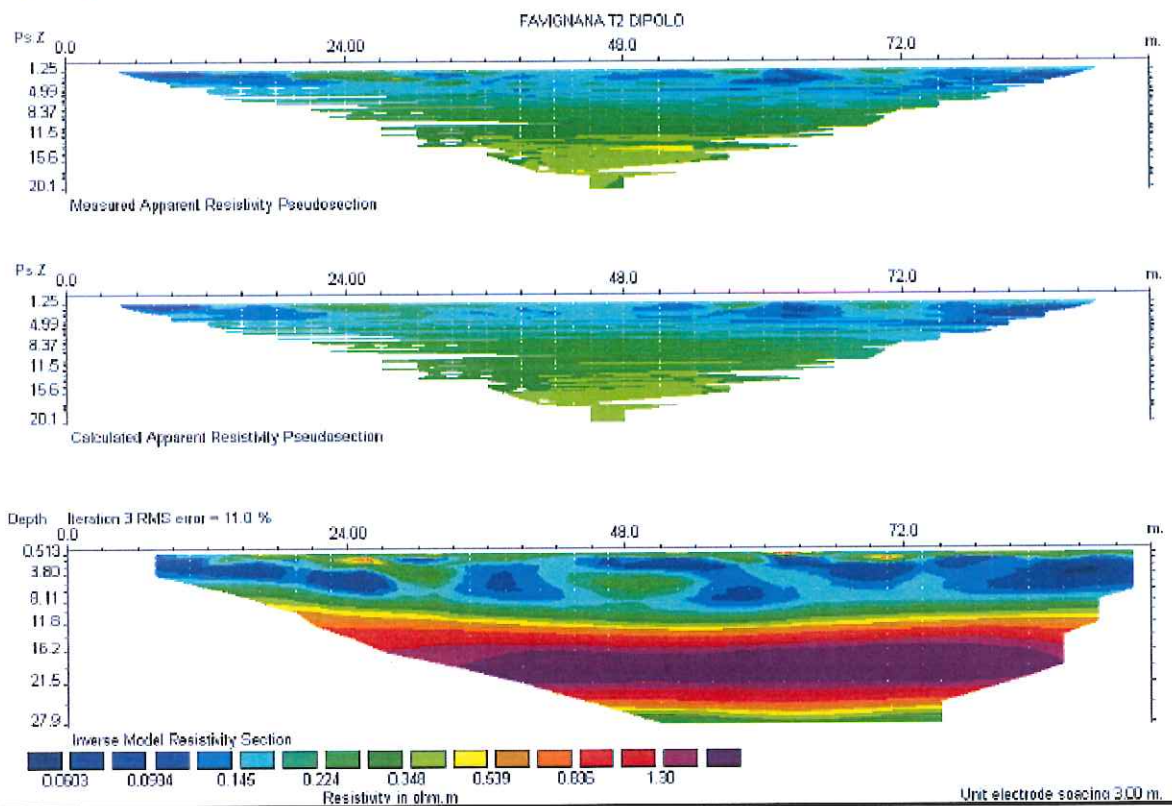 FAVIGNANA T2 DIPOLO
Ps.Z 0.0 24.00 48.0 72.0 m.
1.25
4.99
8.37
11.5
15.6
20.1
Measured Apparent Resistivity Pseudosection
Ps.Z 0.0 24.00 48.0 72.0 m.
1.25
4.99
8.37
11.5
15.6
20.1
Calculated Apparent Resistivity Pseudosection
Depth Iteration 3 RMS error = 11.0 %
0.0 24.00 48.0 72.0 m.
0.513
3.80
8.11
11.8
16.2
21.5
27.9
Inverse Model Resistivity Section
0.0603 0.0904 0.145 0.224 0.348 0.539 0.835 1.30
Resistivity in ohm.m
Unit electrode spacing 3.00 m.